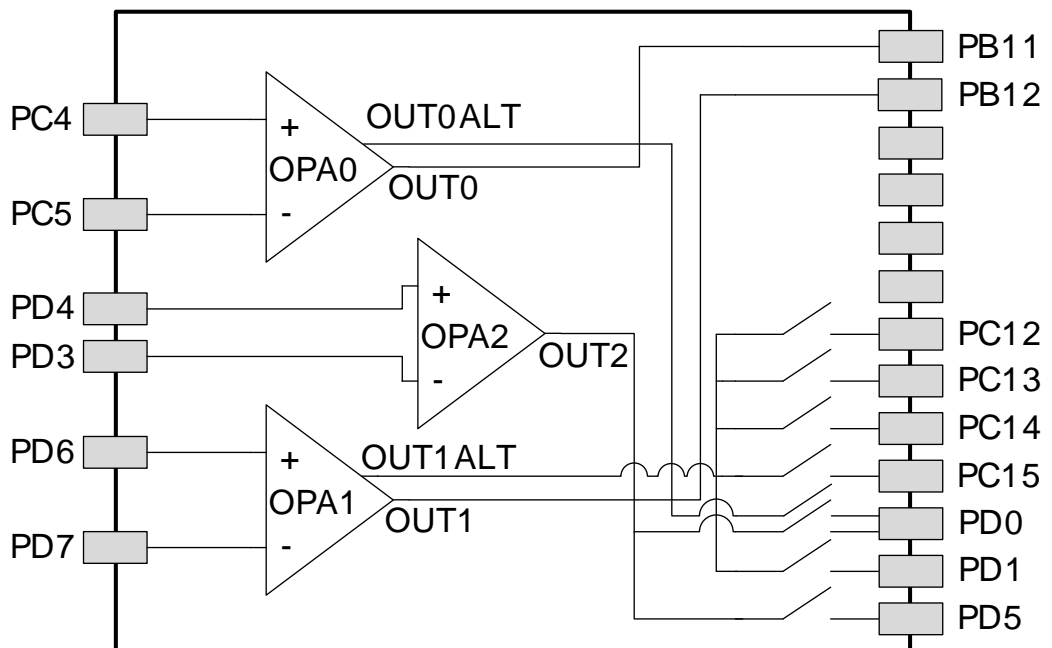 PB11
PB12
PC4
OUT0ALT
+
OPA0
OUT0
PC5
-
PD4
+
PC12
PD3
OPA2
OUT2
PC13
-
PC14
PD6
+
OUT1ALT
PC15
OPA1
OUT1
PD0
PD7
-
PD1
PD5